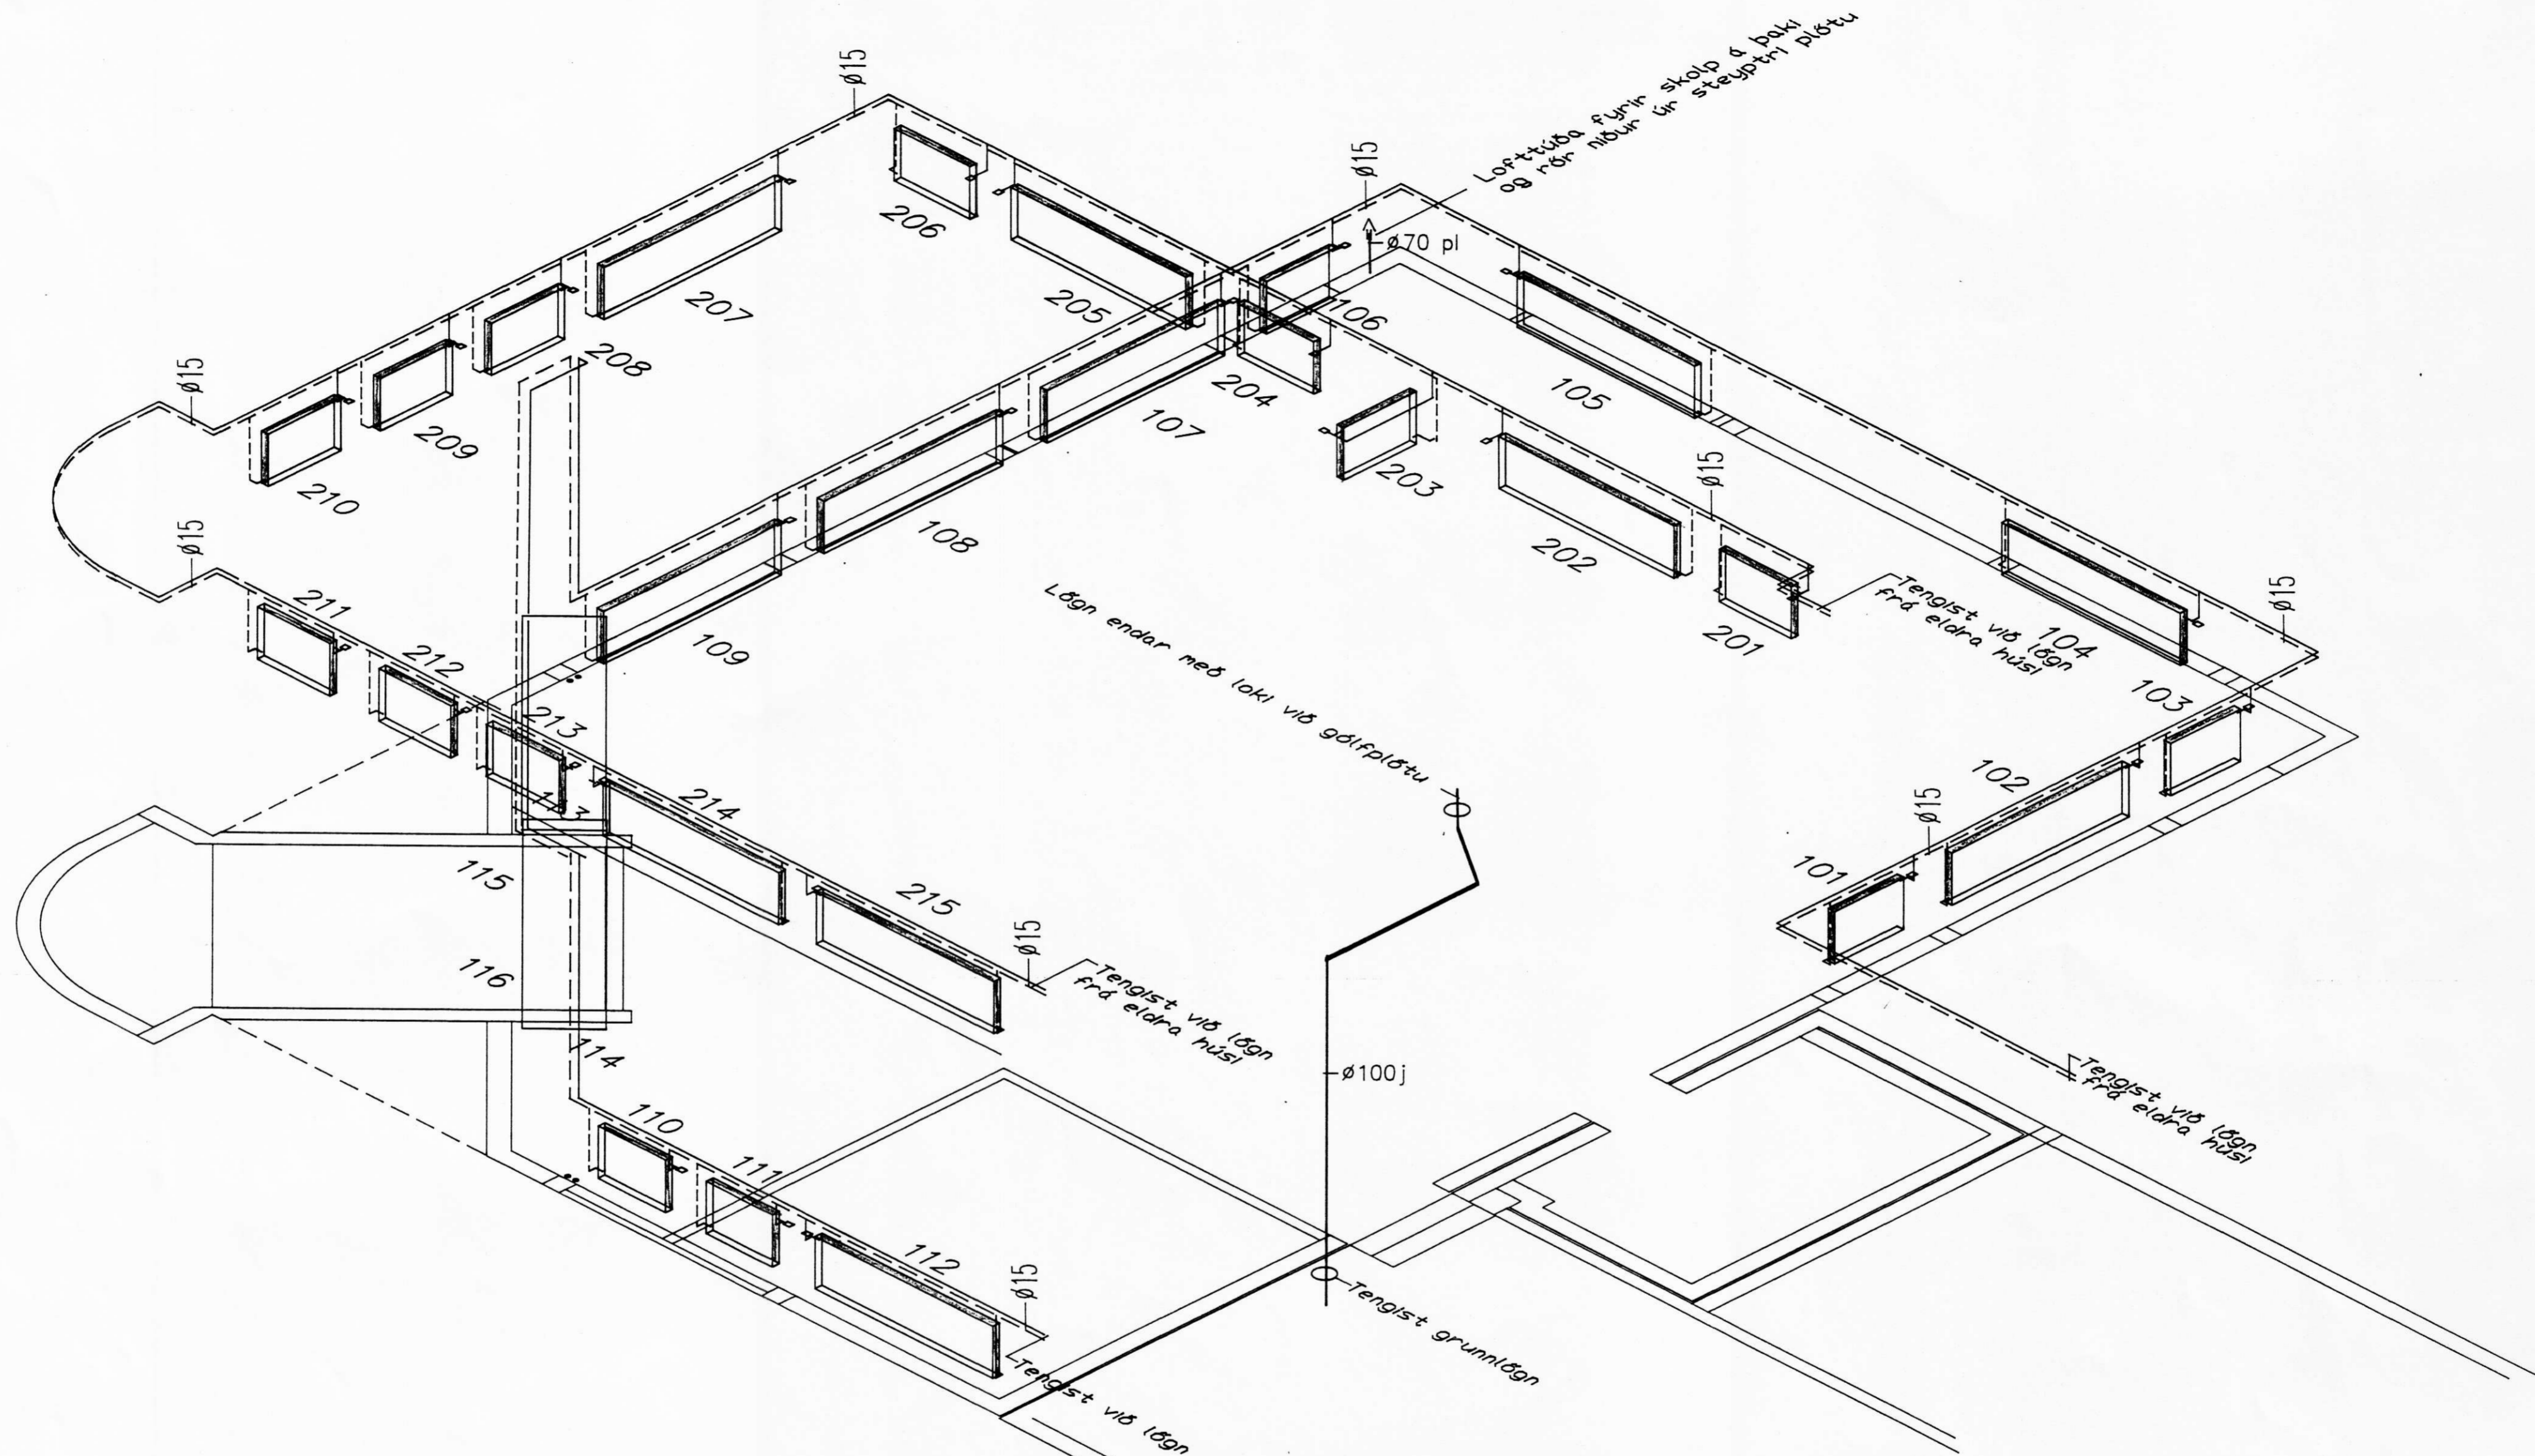 ø15
Lofttúða fyrir skolp á þaki
og rör niður úr steyptri plötu
ø15
ø70 pl
206
205
207
106
204
208
105
107
ø15
209
203
ø15
210
108
202
ø15
Tengist við lögn
frá eldra húsi
201
109
Lögn endar með loki við gólfplötu
104
ø15
103
211
212
213
113
214
102
ø15
101
115
215
116
ø15
Tengist við lögn
frá eldra húsi
114
ø100j
Tengist við lögn
frá eldra húsi
110
111
112
ø15
Tengist grunnlögn
Tengist við lögn